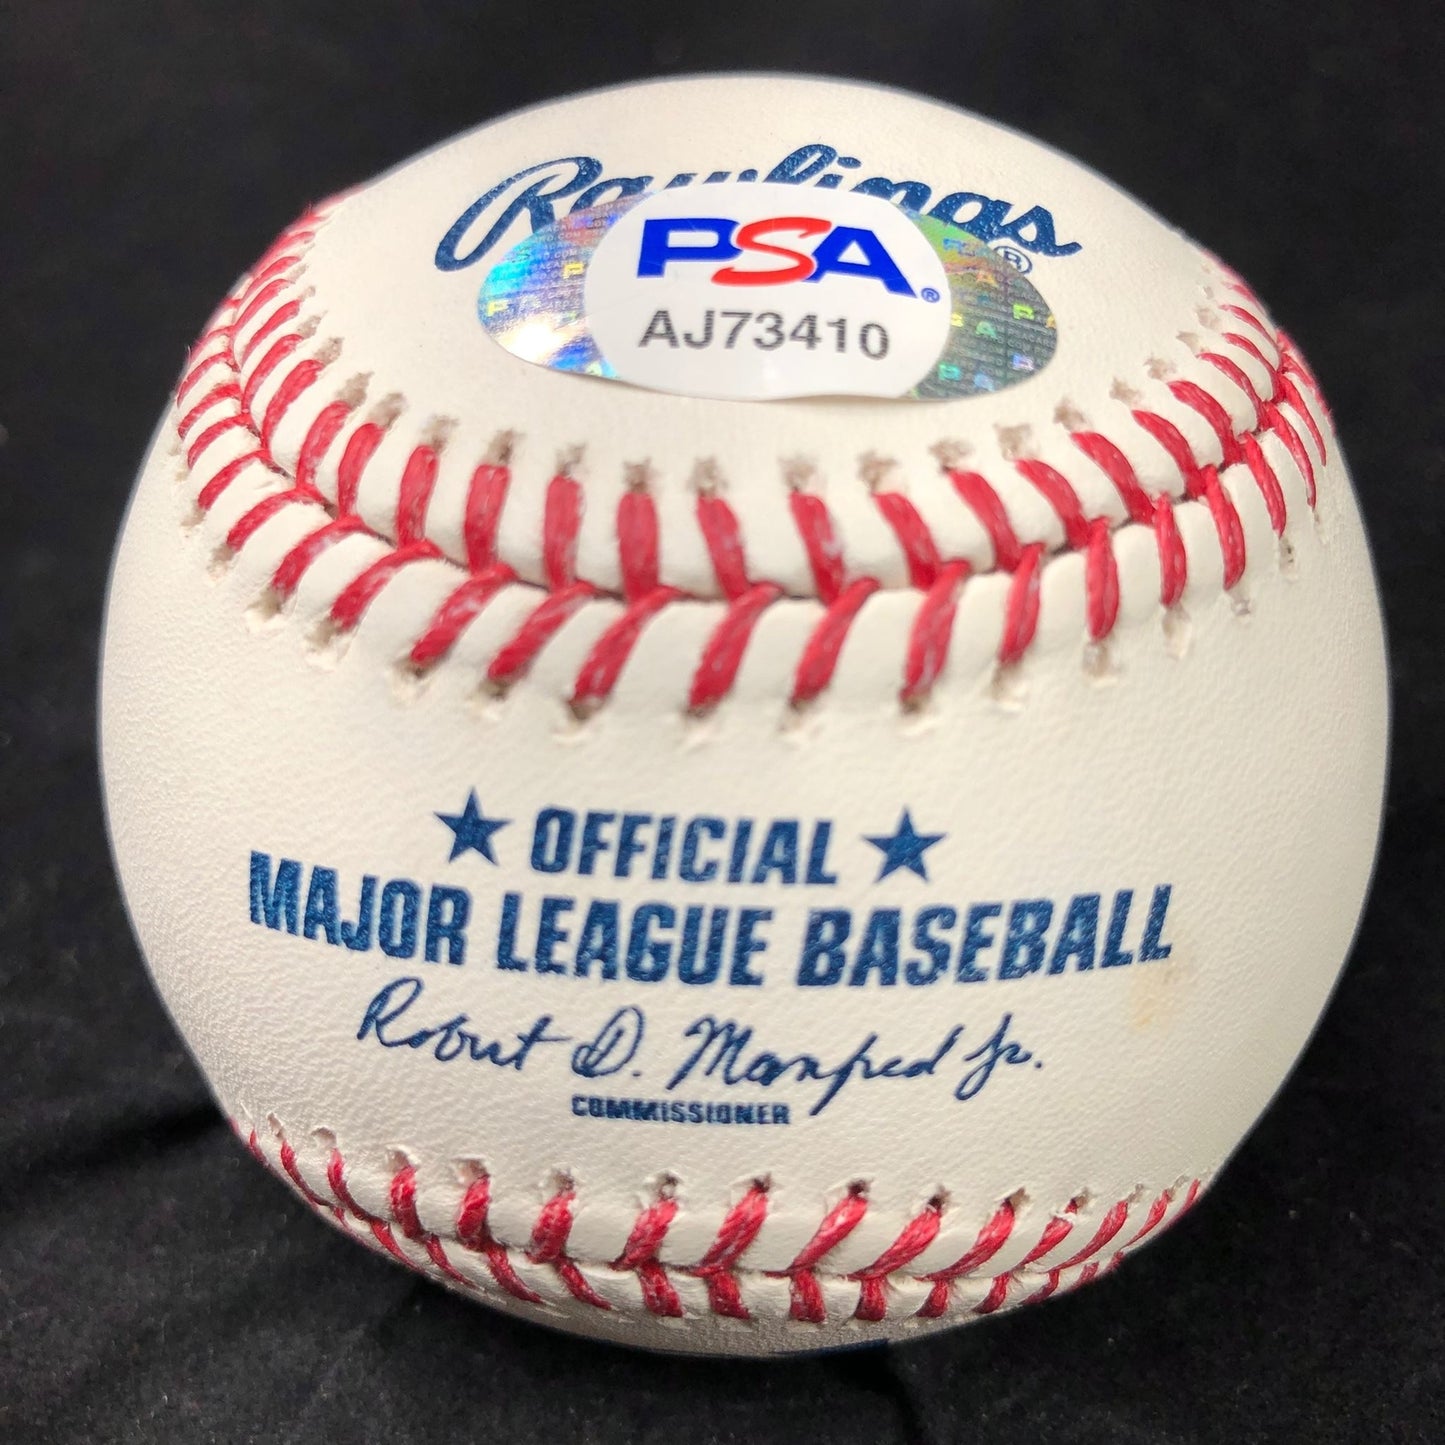 Rawlings ®
PSA®
AJ73410
★ OFFICIAL ★
MAJOR LEAGUE BASEBALL
Robert D. Manfred Jr.
COMMISSIONER